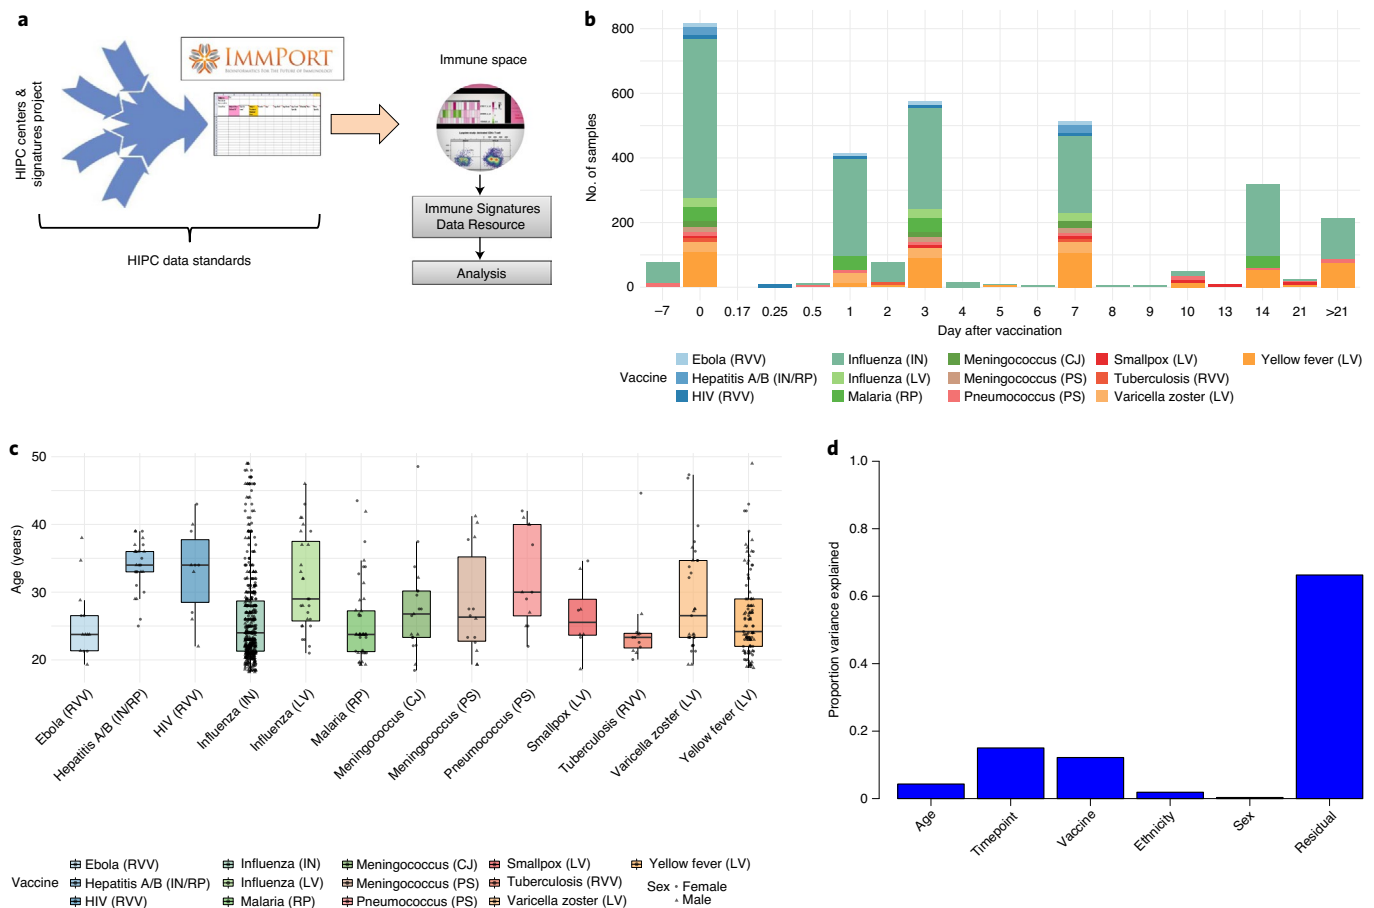 a
HIPC centers &
signatures project
IMMPORT
BIOINFORMATICS FOR THE FUTURE OF IMMUNOLOGY
HIPC data standards
Immune space
Immune Signatures
Data Resource
Analysis
b
No. of samples
800
600
400
200
0
−7 0 0.17 0.25 0.5 1 2 3 4 5 6 7 8 9 10 13 14 21 >21
Day after vaccination
Vaccine
Ebola (RVV)
Hepatitis A/B (IN/RP)
HIV (RVV)
Influenza (IN)
Influenza (LV)
Malaria (RP)
Meningococcus (CJ)
Meningococcus (PS)
Pneumococcus (PS)
Smallpox (LV)
Tuberculosis (RVV)
Varicella zoster (LV)
Yellow fever (LV)
c
Age (years)
50
40
30
20
Ebola (RVV)
Hepatitis A/B (IN/RP)
HIV (RVV)
Influenza (IN)
Influenza (LV)
Malaria (RP)
Meningococcus (CJ)
Meningococcus (PS)
Pneumococcus (PS)
Smallpox (LV)
Tuberculosis (RVV)
Varicella zoster (LV)
Yellow fever (LV)
Vaccine
Ebola (RVV)
Hepatitis A/B (IN/RP)
HIV (RVV)
Influenza (IN)
Influenza (LV)
Malaria (RP)
Meningococcus (CJ)
Meningococcus (PS)
Pneumococcus (PS)
Smallpox (LV)
Tuberculosis (RVV)
Varicella zoster (LV)
Yellow fever (LV)
Sex
Female
Male
d
Proportion variance explained
1.0
0.8
0.6
0.4
0.2
0
Age
Timepoint
Vaccine
Ethnicity
Sex
Residual